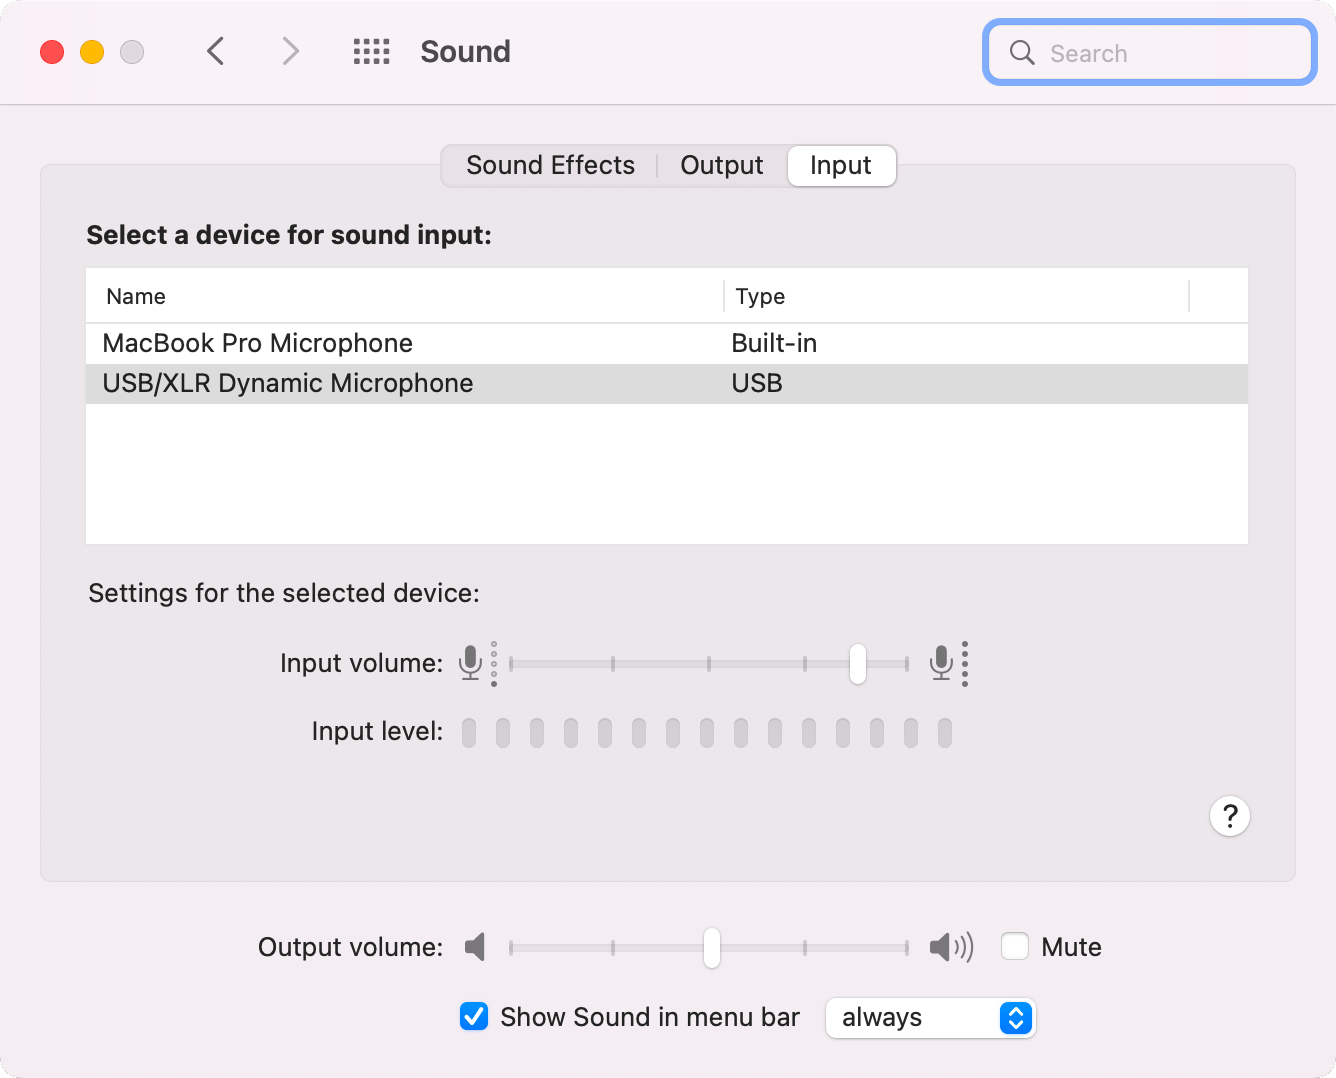 Sound
Search
Sound Effects Output Input
Select a device for sound input:
Name Type
MacBook Pro Microphone Built-in
USB/XLR Dynamic Microphone USB
Settings for the selected device:
Input volume:
Input level:
?
Output volume: Mute
Show Sound in menu bar always